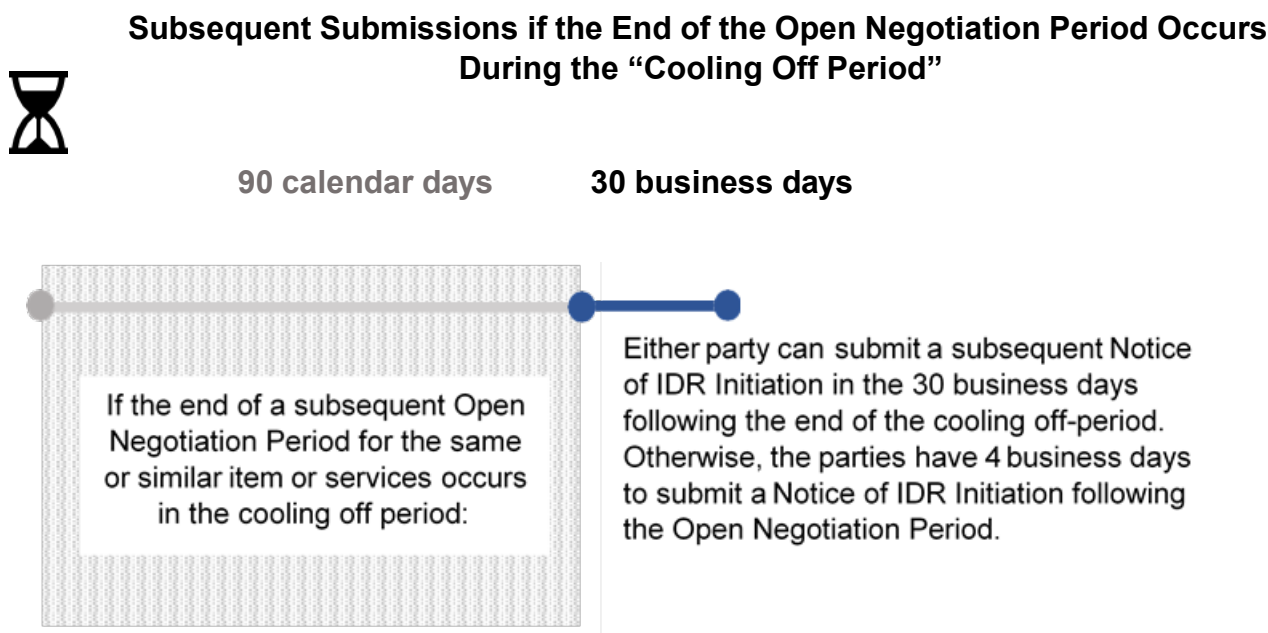 Subsequent Submissions if the End of the Open Negotiation Period Occurs
During the “Cooling Off Period”
90 calendar days
30 business days
If the end of a subsequent Open
Negotiation Period for the same
or similar item or services occurs
in the cooling off period:
Either party can submit a subsequent Notice
of IDR Initiation in the 30 business days
following the end of the cooling off-period.
Otherwise, the parties have 4 business days
to submit a Notice of IDR Initiation following
the Open Negotiation Period.